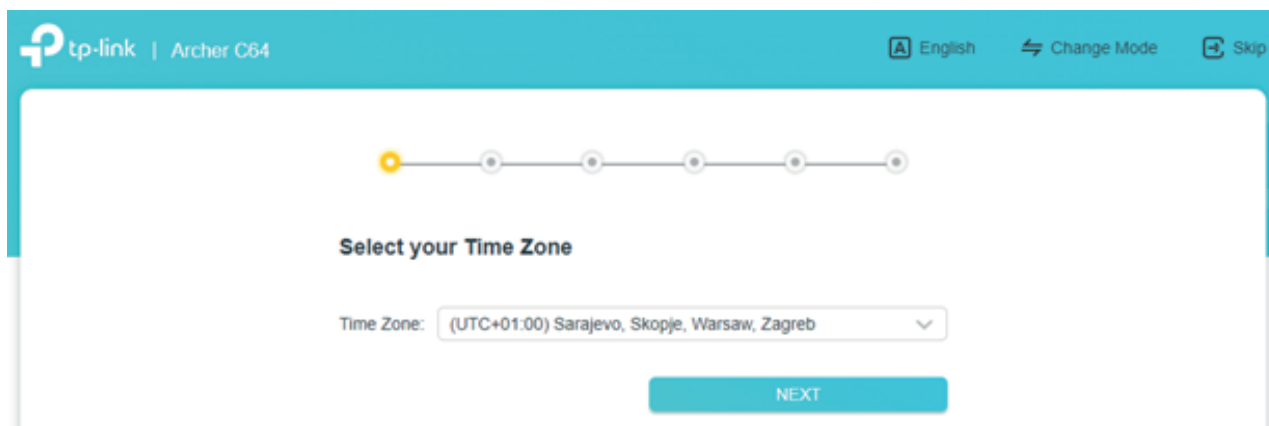 tp-link | Archer C64
A English
Change Mode
Skip
Select your Time Zone
Time Zone: (UTC+01:00) Sarajevo, Skopje, Warsaw, Zagreb
NEXT